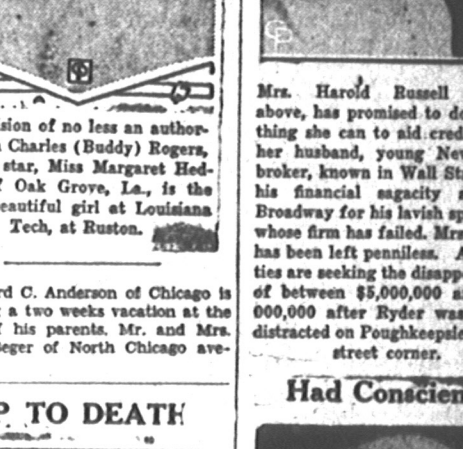 sion of no less an author-
Charles (Buddy) Rogers,
star, Miss Margaret Hed-
Oak Grove, La., is the
eautiful girl at Louisiana
Tech, at Ruston.
rd C. Anderson of Chicago is
a two weeks vacation at the
his parents, Mr. and Mrs.
eger of North Chicago ave-
P TO DEATH
CP
Mrs. Harold Russell
above, has promised to do
thing she can to aid cred
her husband, young New
broker, known in Wall St
his financial sagacity a
Broadway for his lavish sp
whose firm has failed. Mrs
has been left penniless. A
ties are seeking the disapp
of between $5,000,000 a
000,000 after Ryder was
distracted on Poughkeepsie
street corner.
Had Conscien